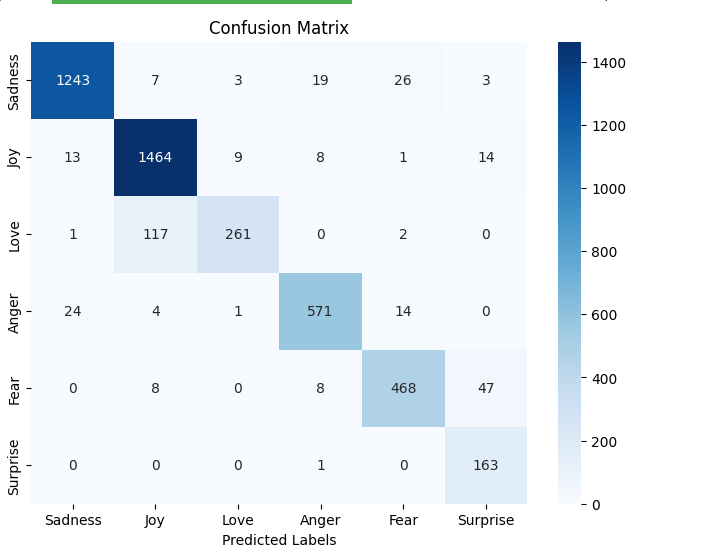 Confusion Matrix
Sadness 1243 7 3 19 26 3
Joy 13 1464 9 8 1 14
Love 1 117 261 0 2 0
Anger 24 4 1 571 14 0
Fear 0 8 0 8 468 47
Surprise 0 0 0 1 0 163
Sadness Joy Love Anger Fear Surprise
Predicted Labels
1400
1200
1000
800
600
400
200
0